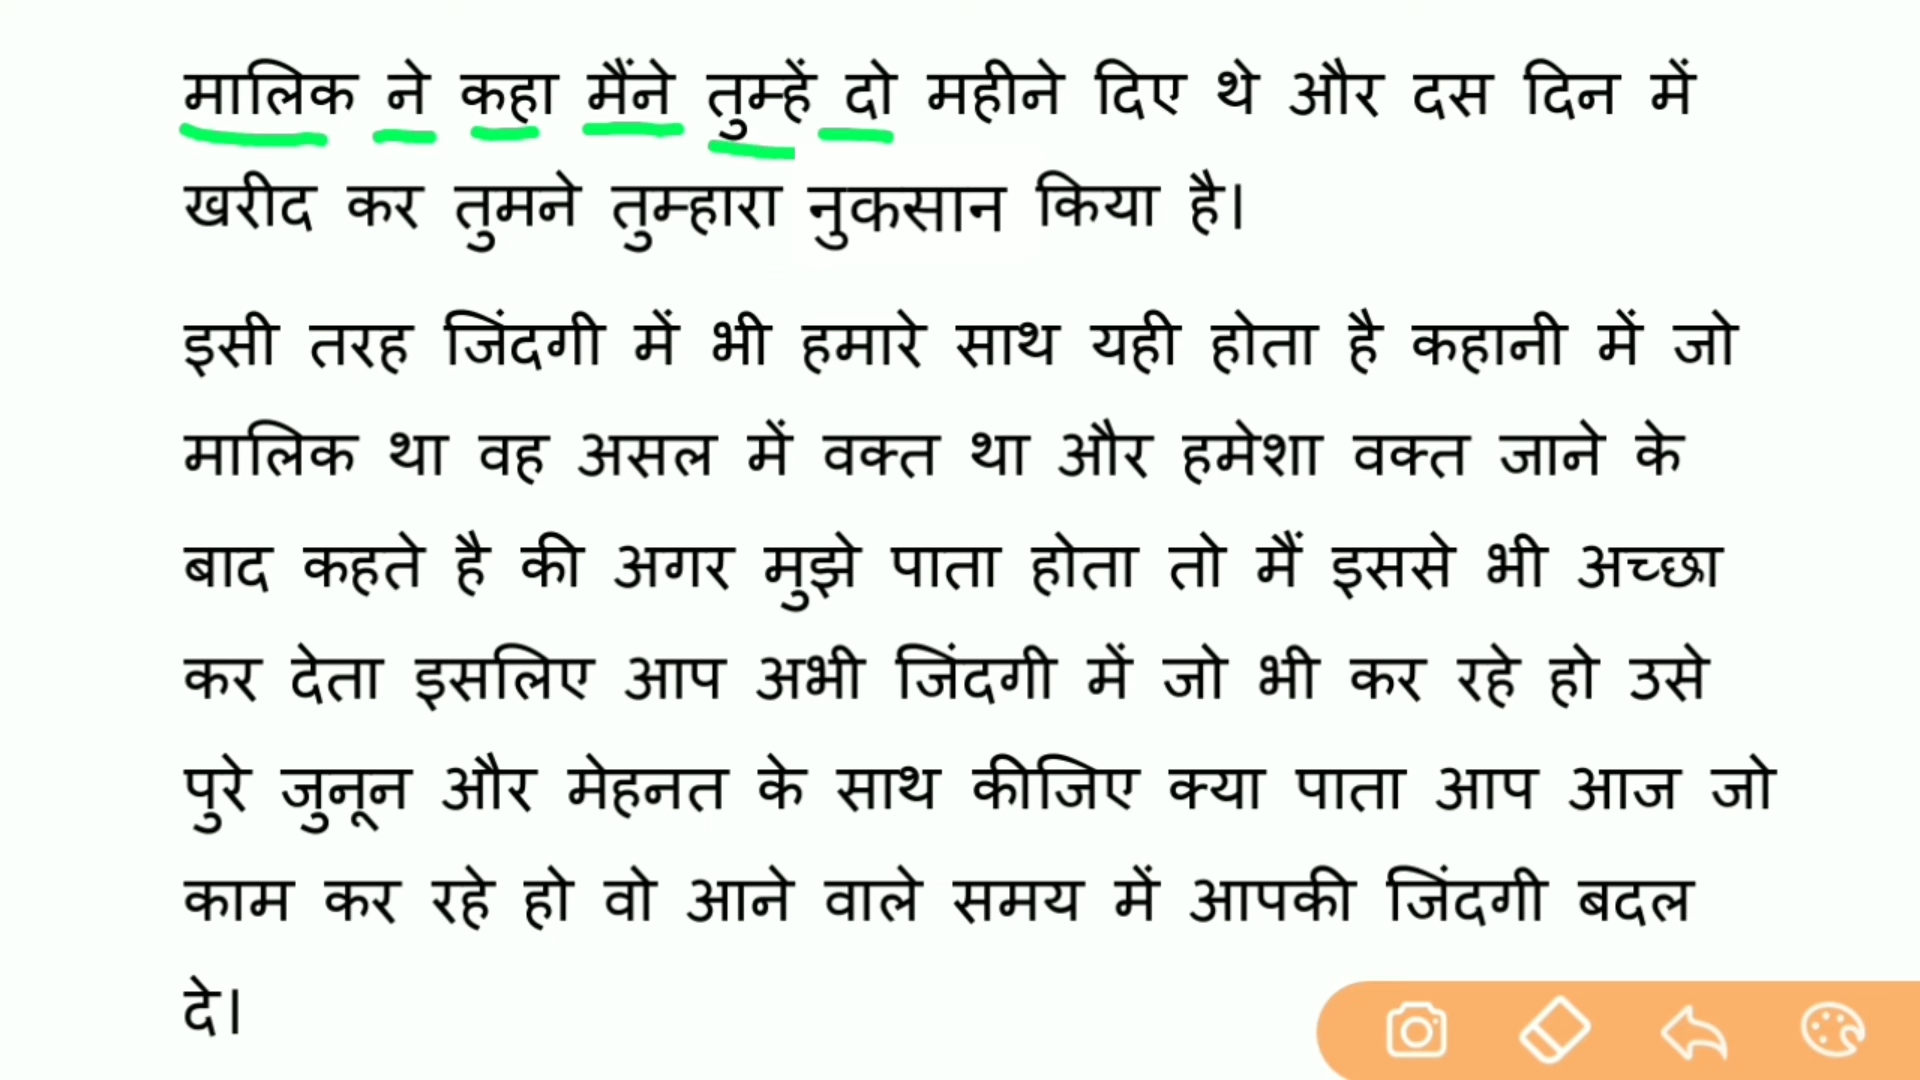 मालिक ने कहा मैंने तुम्हें दो महीने दिए थे और दस दिन में
खरीद कर तुमने तुम्हारा नुकसान किया है।
इसी तरह जिंदगी में भी हमारे साथ यही होता है कहानी में जो
मालिक था वह असल में वक्त था और हमेशा वक्त जाने के
बाद कहते है की अगर मुझे पाता होता तो मैं इससे भी अच्छा
कर देता इसलिए आप अभी जिंदगी में जो भी कर रहे हो उसे
पुरे जुनून और मेहनत के साथ कीजिए क्या पाता आप आज जो
काम कर रहे हो वो आने वाले समय में आपकी जिंदगी बदल
दे।